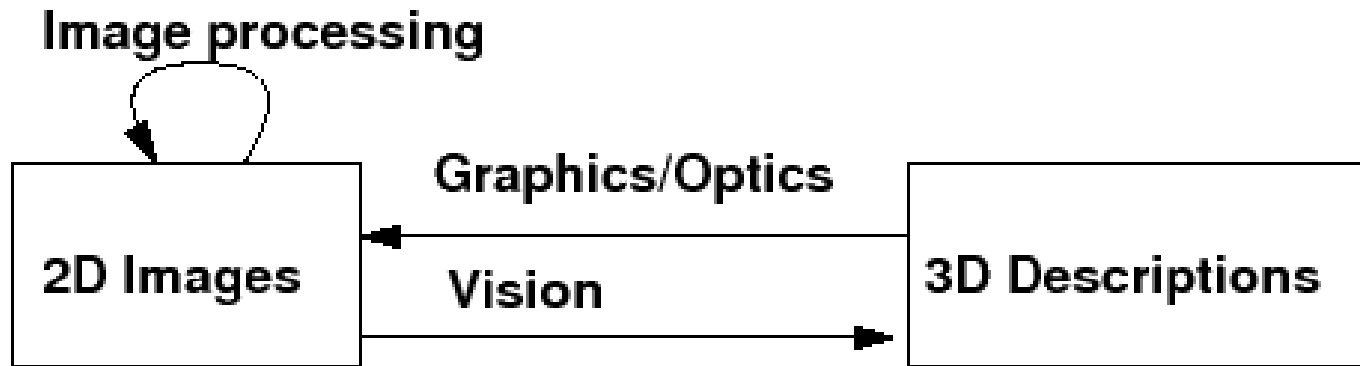 Image processing
Graphics/Optics
2D Images
Vision
3D Descriptions